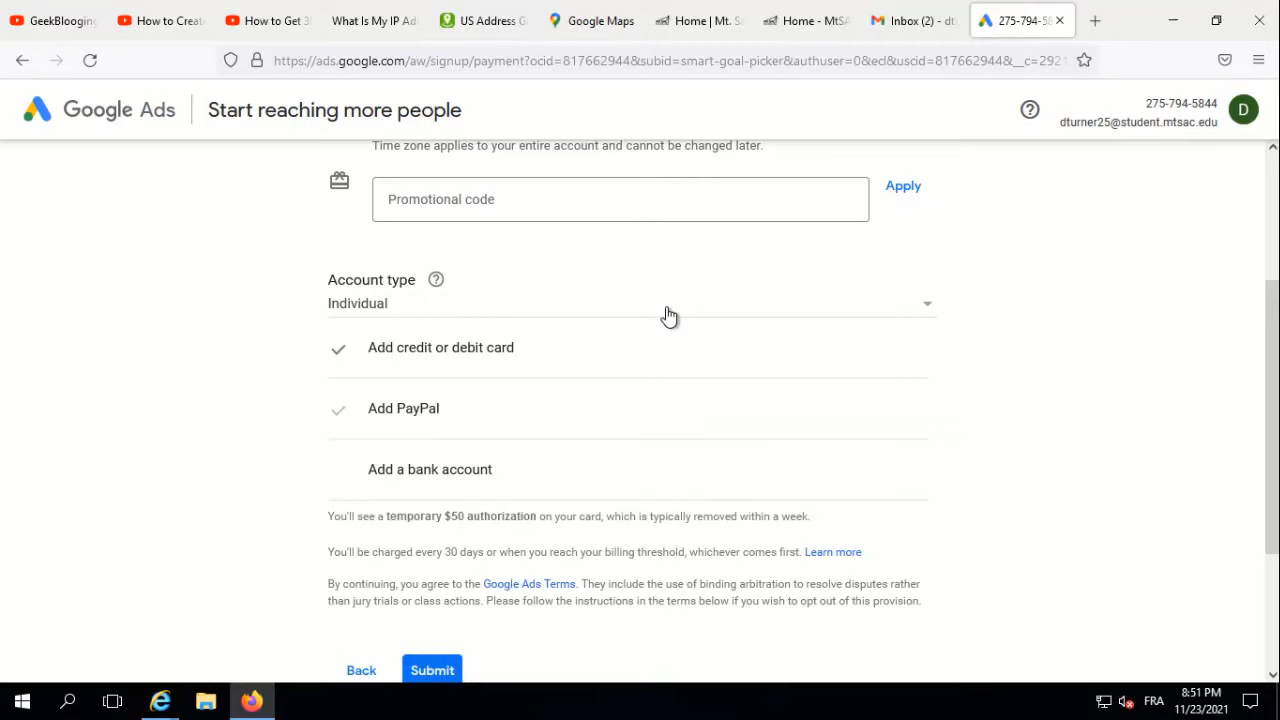 GeekBlooging
How to Create
How to Get 3
What Is My IP Ad
US Address G
Google Maps
Home | Mt. S
Home - MtSA
Inbox (2) - dt
275-794-58
https://ads.google.com/aw/signup/payment?ocid=817662944&subid=smart-goal-picker&authuser=0&ecl&uscid=817662944&__c=2921
Google Ads
Start reaching more people
275-794-5844
dturner25@student.mtsac.edu
D
Time zone applies to your entire account and cannot be changed later.
Promotional code
Apply
Account type
Individual
Add credit or debit card
Add PayPal
Add a bank account
You'll see a temporary $50 authorization on your card, which is typically removed within a week.
You'll be charged every 30 days or when you reach your billing threshold, whichever comes first. Learn more
By continuing, you agree to the Google Ads Terms. They include the use of binding arbitration to resolve disputes rather
than jury trials or class actions. Please follow the instructions in the terms below if you wish to opt out of this provision.
Back
Submit
FRA
8:51 PM
11/23/2021